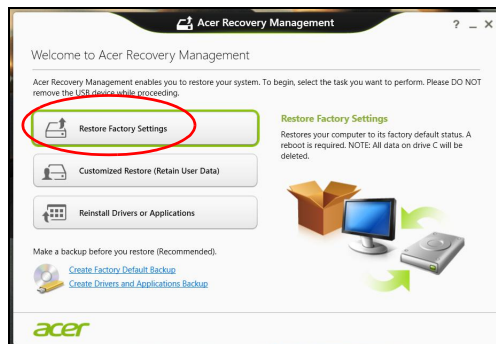 Acer Recovery Management
? _ X
Welcome to Acer Recovery Management
Acer Recovery Management enables you to restore your system. To begin, select the task you want to perform. Please DO NOT
remove the USB device while proceeding.
Restore Factory Settings
Customized Restore (Retain User Data)
Reinstall Drivers or Applications
Restore Factory Settings
Restores your computer to its factory default status. A
reboot is required. NOTE: All data on drive C will be
deleted.
Make a backup before you restore (Recommended).
Create Factory Default Backup
Create Drivers and Applications Backup
acer